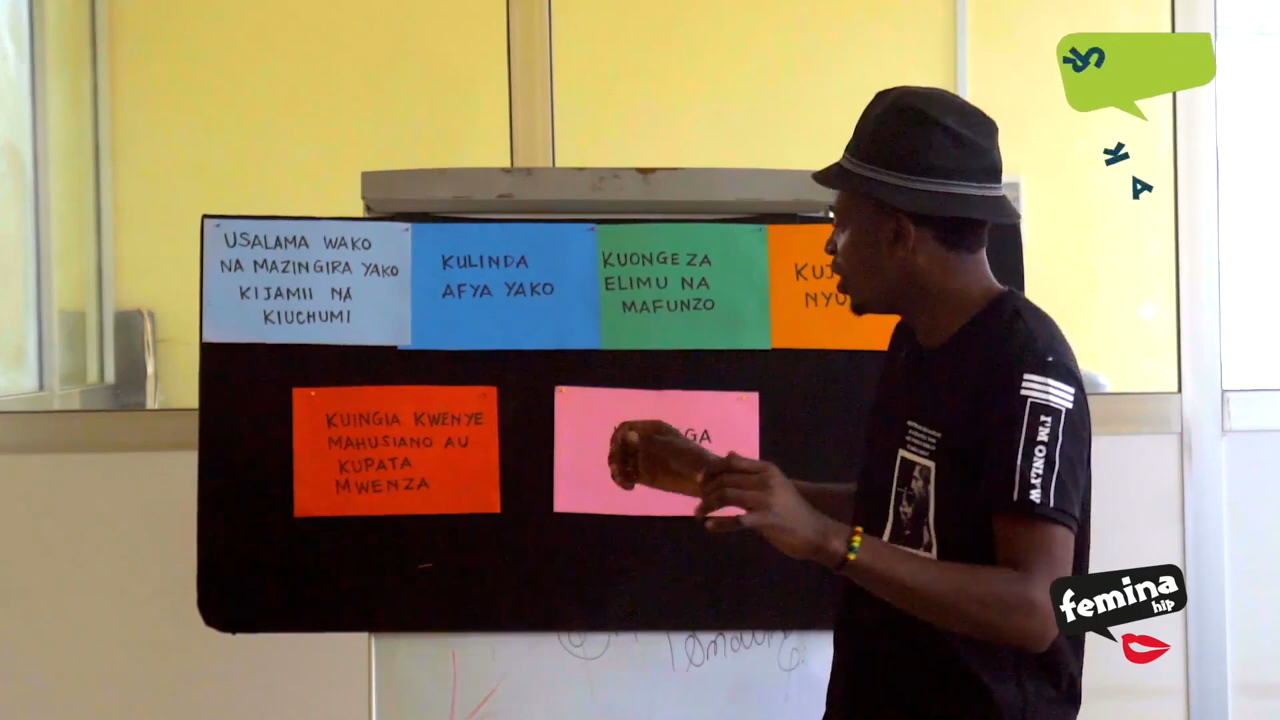 USALAMA WAKO
NA MAZINGIRA YAKO
KIJAMII NA
KIUCHUMI
KULINDA
AFYA YAKO
KUONGEZA
ELIMU NA
MAFUNZO
KUINGIA KWENYE
MAHUSIANO AU
KUPATA
MWENZA
I'M ONLY W
femina
hip
SR
K
A